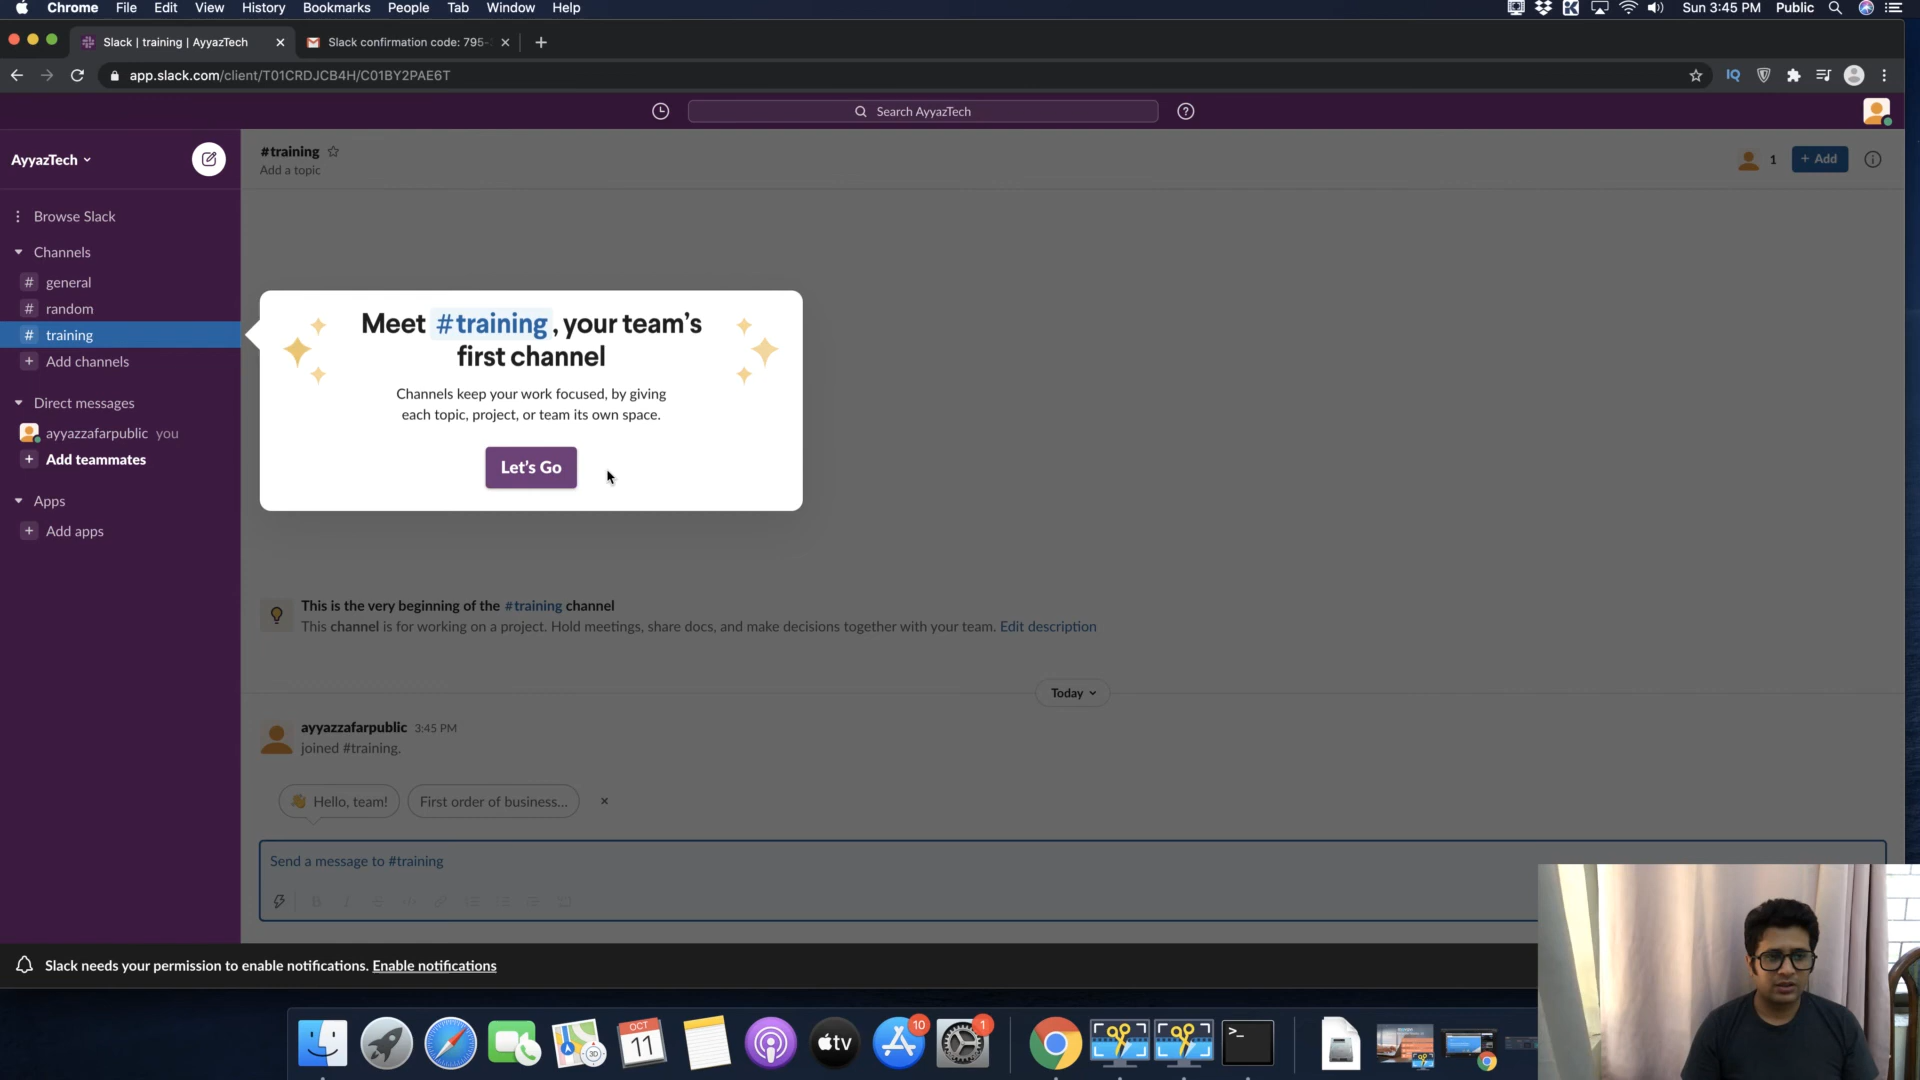 Chrome File Edit View History Bookmarks People Tab Window Help
Sun 3:45 PM Public
Slack | training | AyyazTech
Slack confirmation code: 795-
app.slack.com/client/T01CRDJCB4H/C01BY2PAE6T
IQ
Search AyyazTech
AyyazTech
#training
Add a topic
1
+ Add
Browse Slack
Channels
# general
# random
# training
+ Add channels
Direct messages
ayyazzafarpublic you
+ Add teammates
Apps
+ Add apps
Meet #training, your team's
first channel
Channels keep your work focused, by giving
each topic, project, or team its own space.
Let's Go
This is the very beginning of the #training channel
This channel is for working on a project. Hold meetings, share docs, and make decisions together with your team. Edit description
Today
ayyazzafarpublic 3:45 PM
joined #training.
Hello, team!
First order of business...
Send a message to #training
Slack needs your permission to enable notifications. Enable notifications
OCT
11
tv
10
1
>_